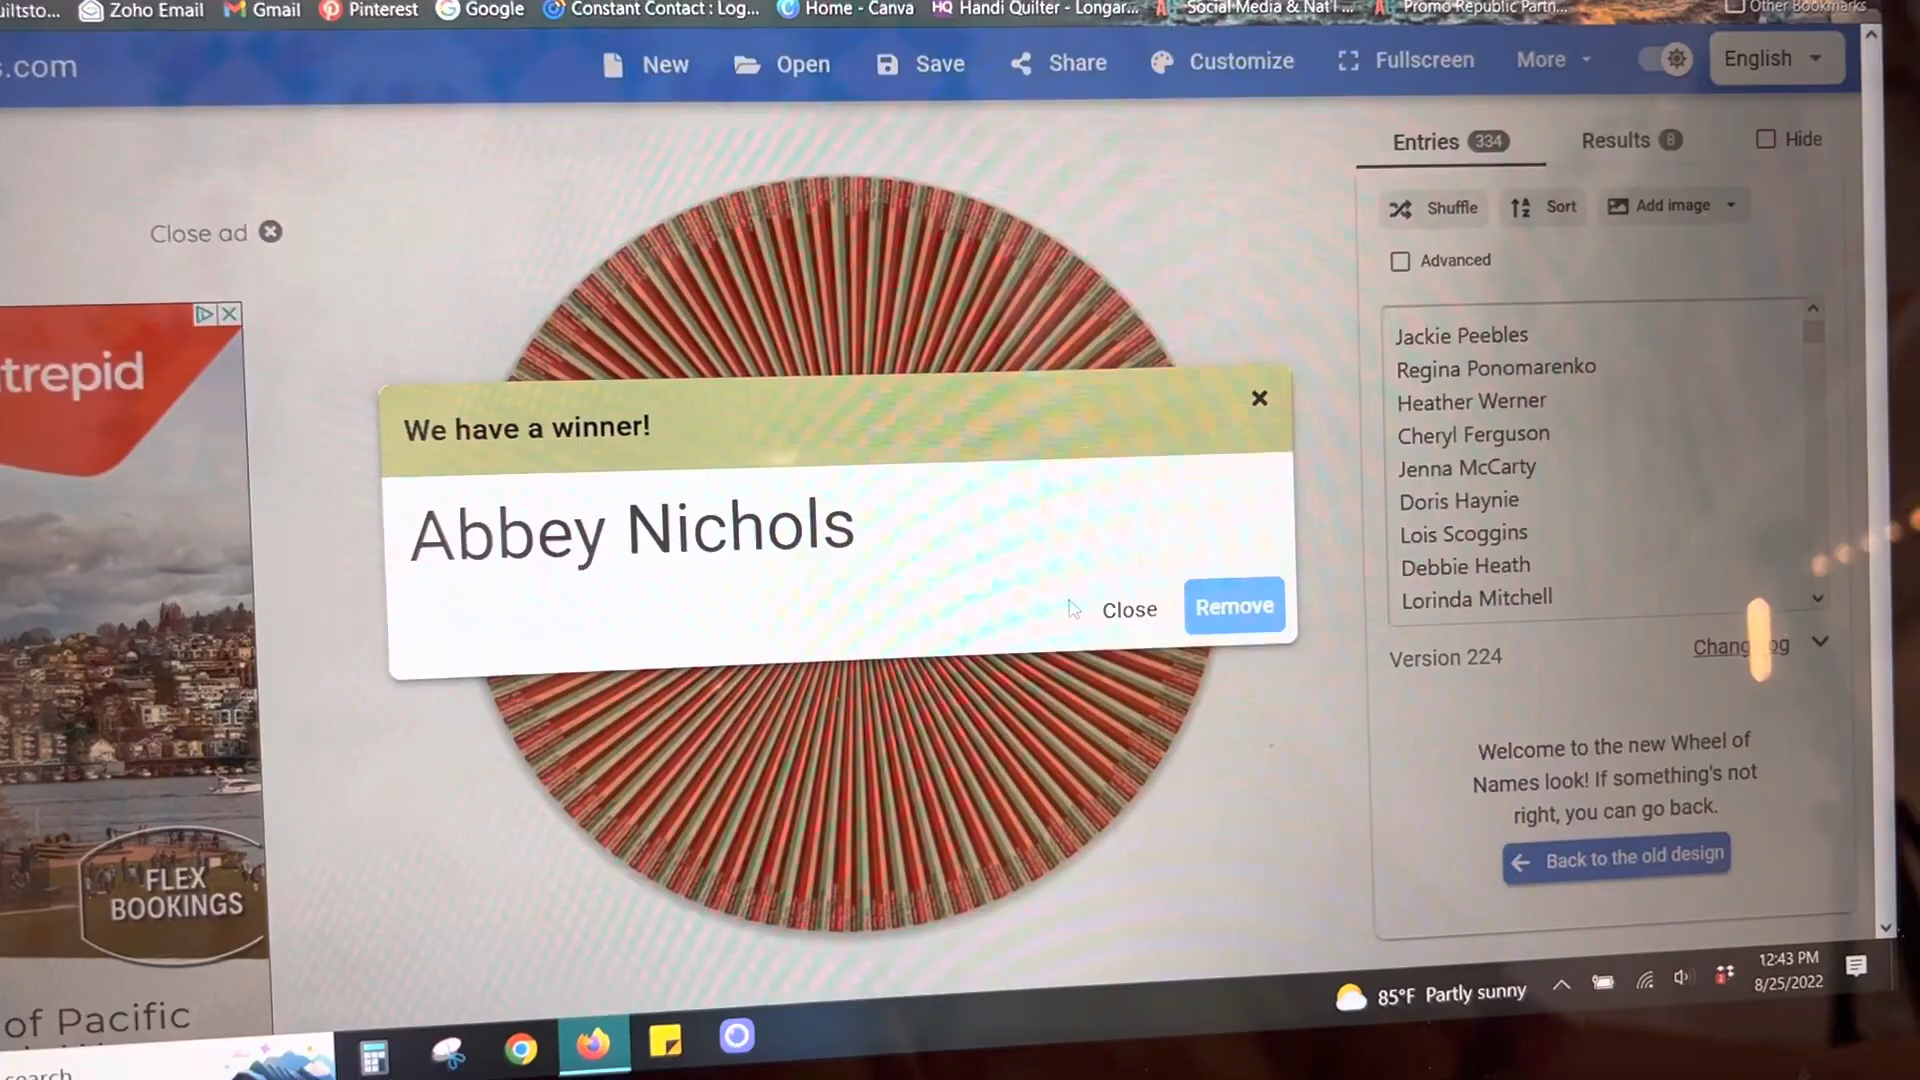 uiltsto...
Zoho Email
Gmail
Pinterest
Google
Constant Contact : Log...
Home - Canva
HQ Handi Quilter - Longar...
Social Media & Nat'l ...
Promo Republic Partn...
Other Bookmarks
s.com
New
Open
Save
Share
Customize
Fullscreen
More
English
Entries 334
Results 8
Hide
Close ad
Shuffle
Sort
Add image
Advanced
trepid
Jackie Peebles
Regina Ponomarenko
Heather Werner
Cheryl Ferguson
Jenna McCarty
Doris Haynie
Lois Scoggins
Debbie Heath
Lorinda Mitchell
We have a winner!
Abbey Nichols
Close
Remove
Version 224
Welcome to the new Wheel of
Names look! If something's not
right, you can go back.
Back to the old design
FLEX
BOOKINGS
of Pacific
85°F Partly sunny
12:43 PM
8/25/2022
search